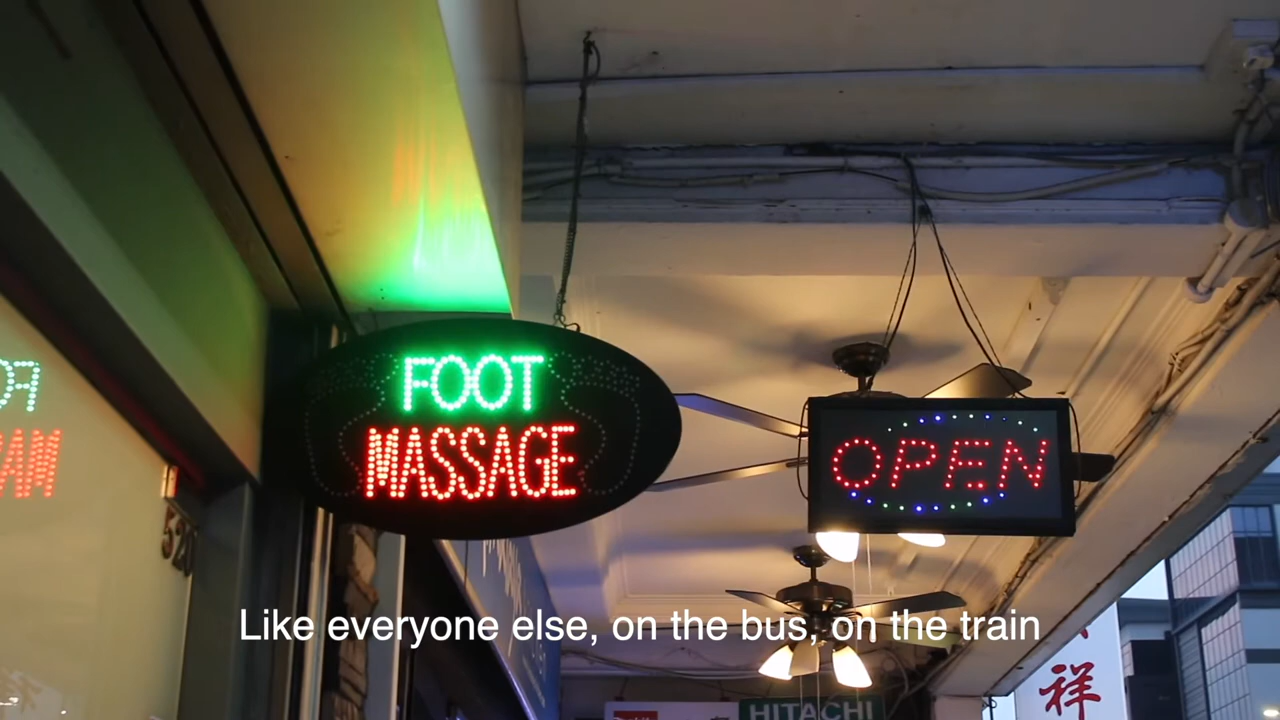 FOOT
MASSAGE
OPEN
Like everyone else, on the bus, on the train
祥
HITACHI